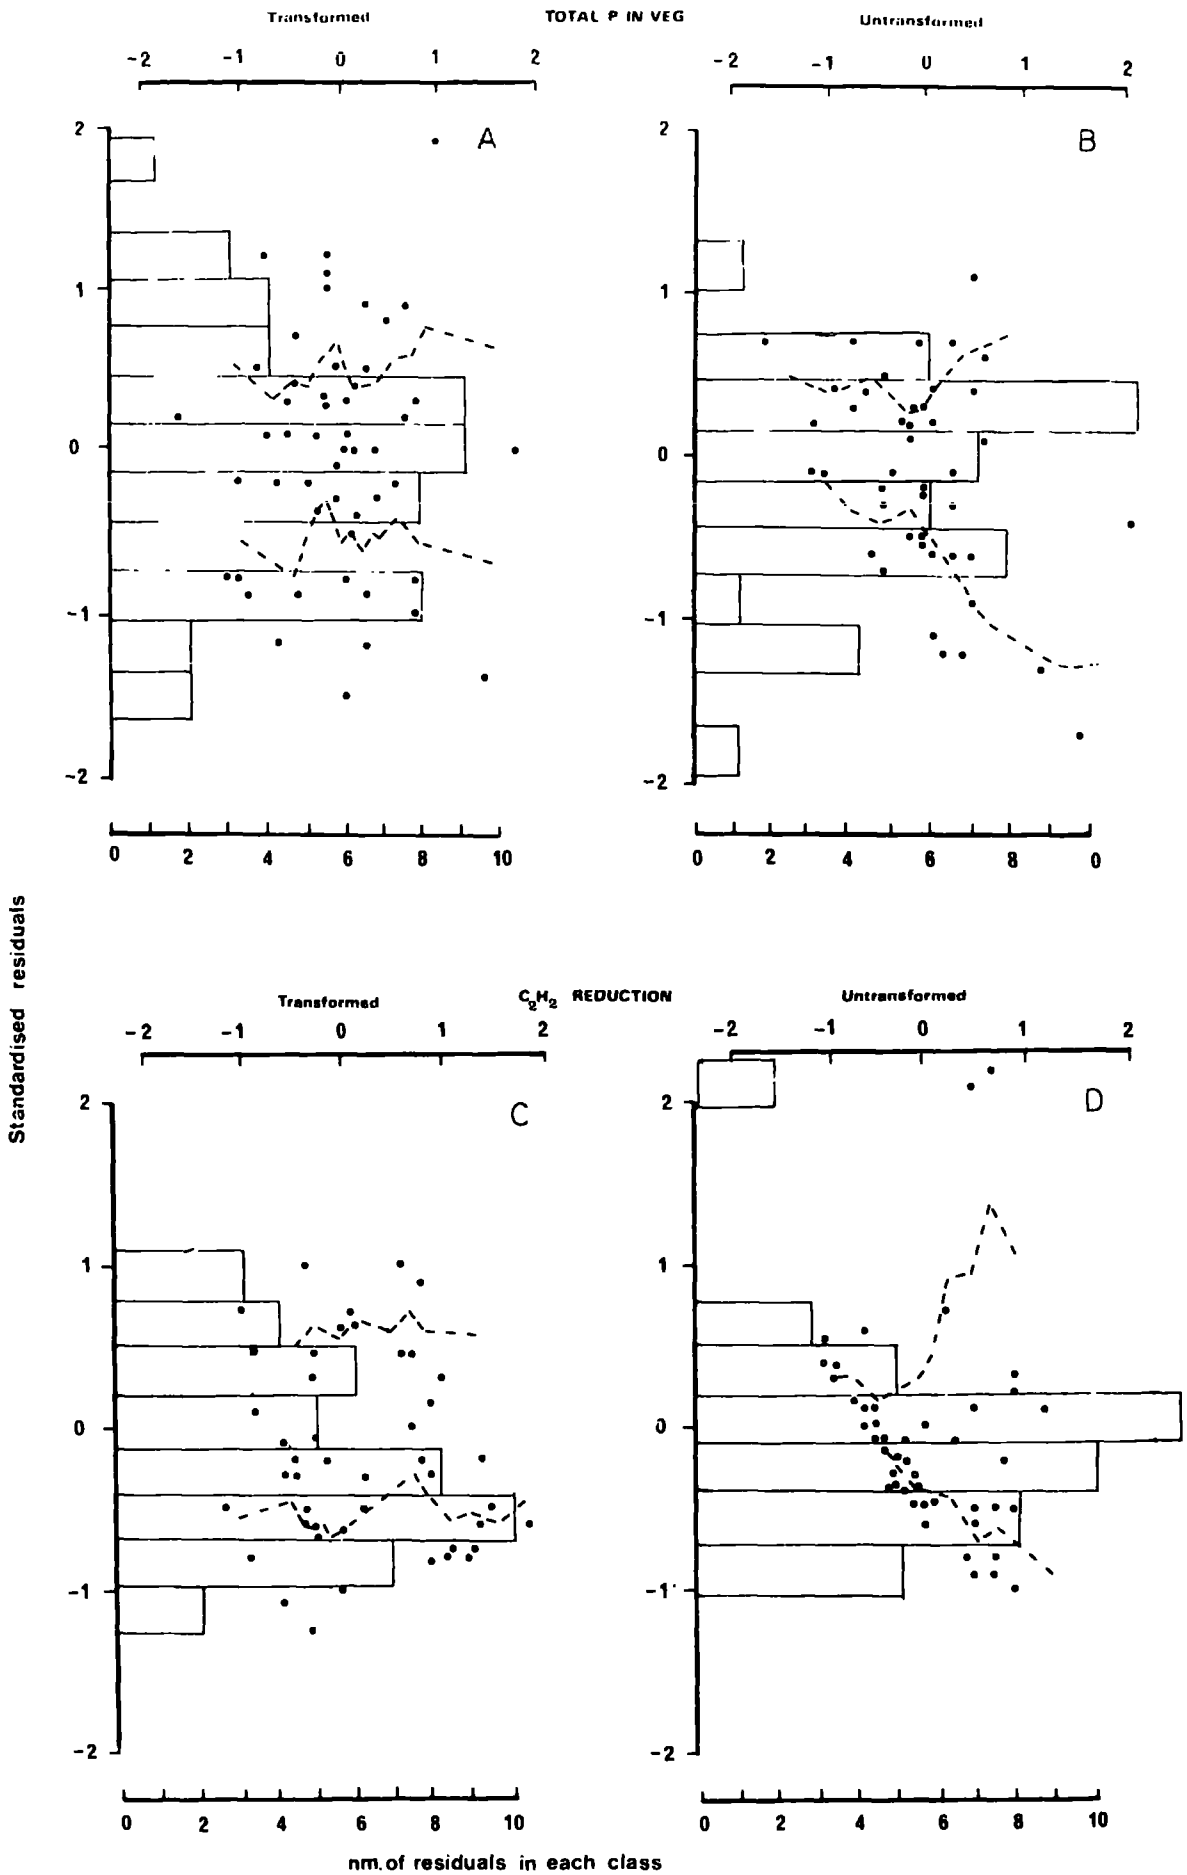 Transformed TOTAL P IN VEG Untransformed
-2 -1 0 1 2 -2 -1 0 1 2
2 A 2 B
1 1
0 0
-1 -1
-2 -2
0 2 4 6 8 10 0 2 4 6 8 0
Standardised residuals
Transformed C2H2 REDUCTION Untransformed
-2 -1 0 1 2 -2 -1 0 1 2
2 C 2 D
1 1
0 0
-1 -1
-2 -2
0 2 4 6 8 10 0 2 4 6 8 10
nm. of residuals in each class